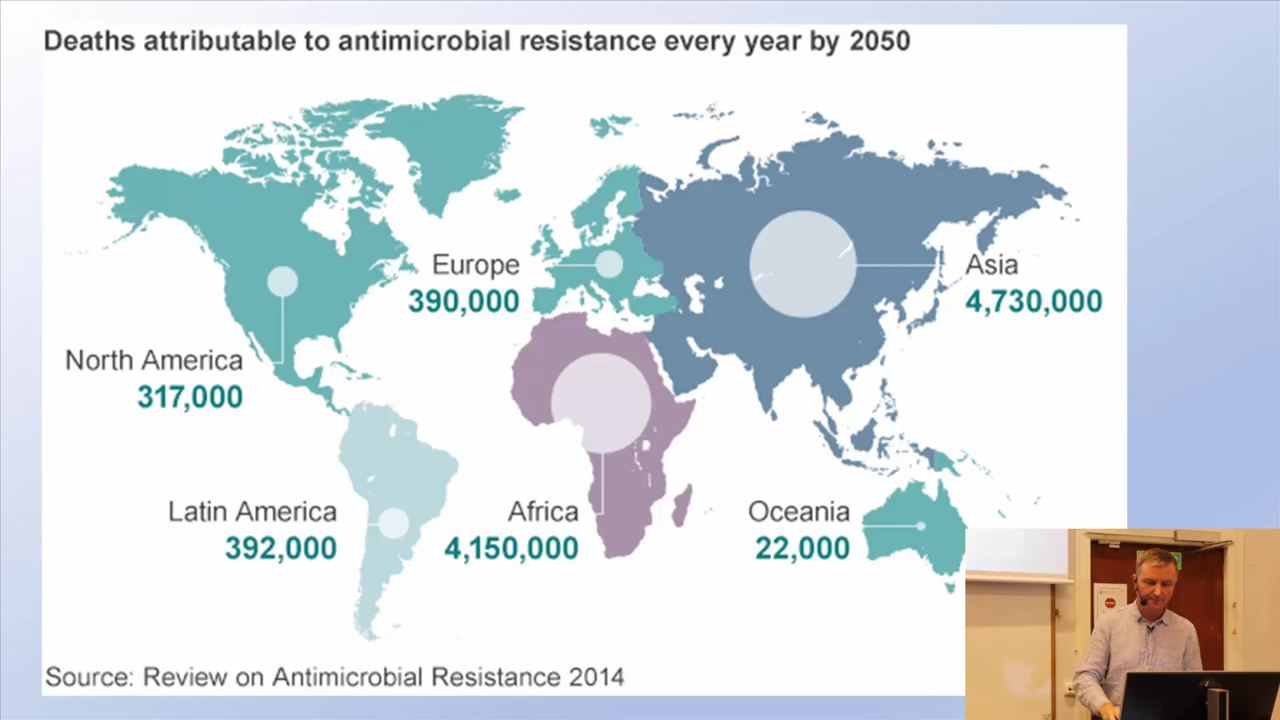 Deaths attributable to antimicrobial resistance every year by 2050
Europe
390,000
Asia
4,730,000
North America
317,000
Latin America
392,000
Africa
4,150,000
Oceania
22,000
Source: Review on Antimicrobial Resistance 2014